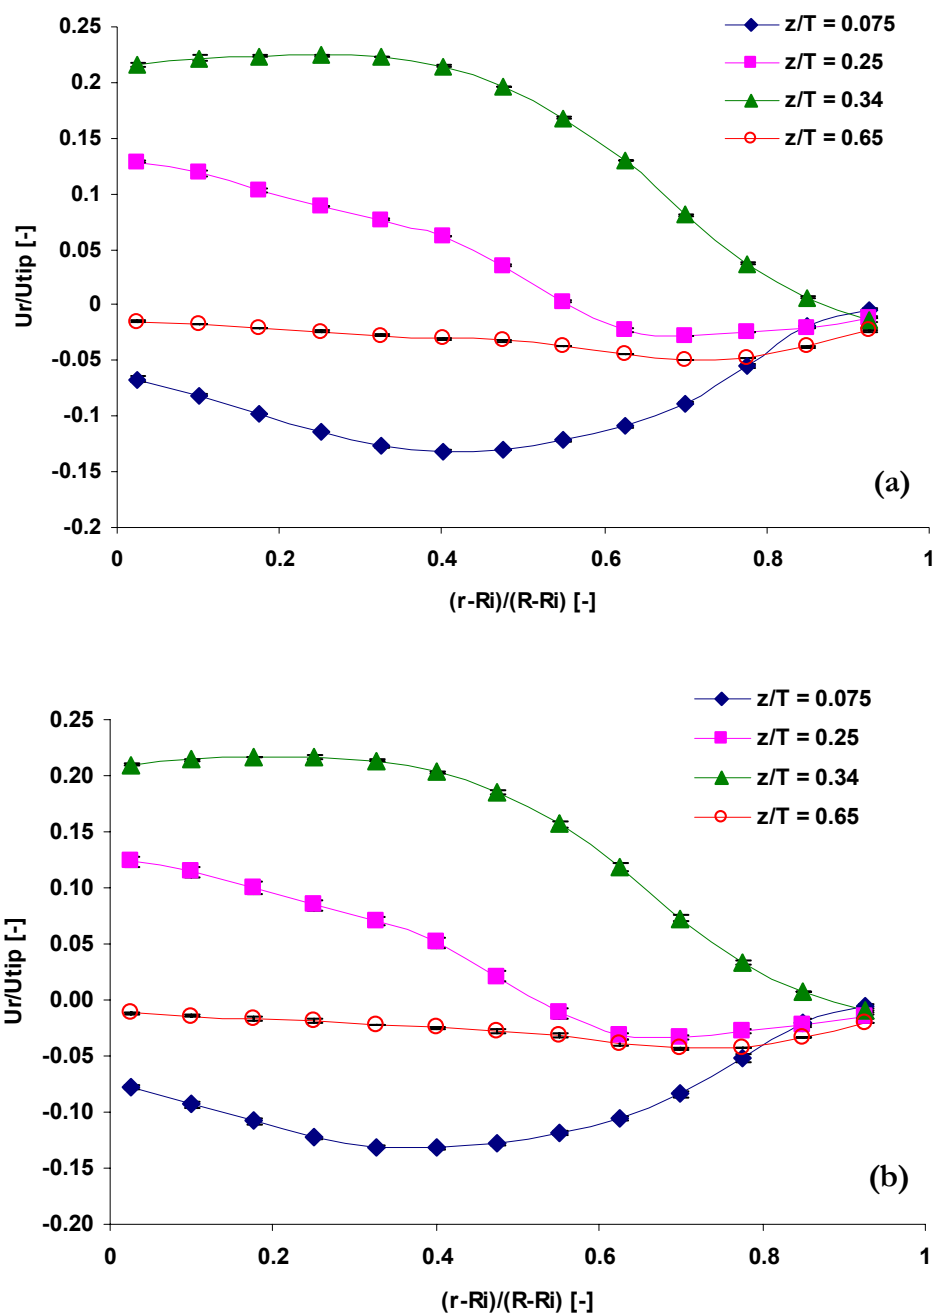 z/T = 0.075
z/T = 0.25
z/T = 0.34
z/T = 0.65
0.25
0.2
0.15
0.1
0.05
0
-0.05
-0.1
-0.15
-0.2
Ur/Utip [-]
(a)
0 0.2 0.4 0.6 0.8 1
(r-Ri)/(R-Ri) [-]
z/T = 0.075
z/T = 0.25
z/T = 0.34
z/T = 0.65
0.25
0.20
0.15
0.10
0.05
0.00
-0.05
-0.10
-0.15
-0.20
Ur/Utip [-]
(b)
0 0.2 0.4 0.6 0.8 1
(r-Ri)/(R-Ri) [-]